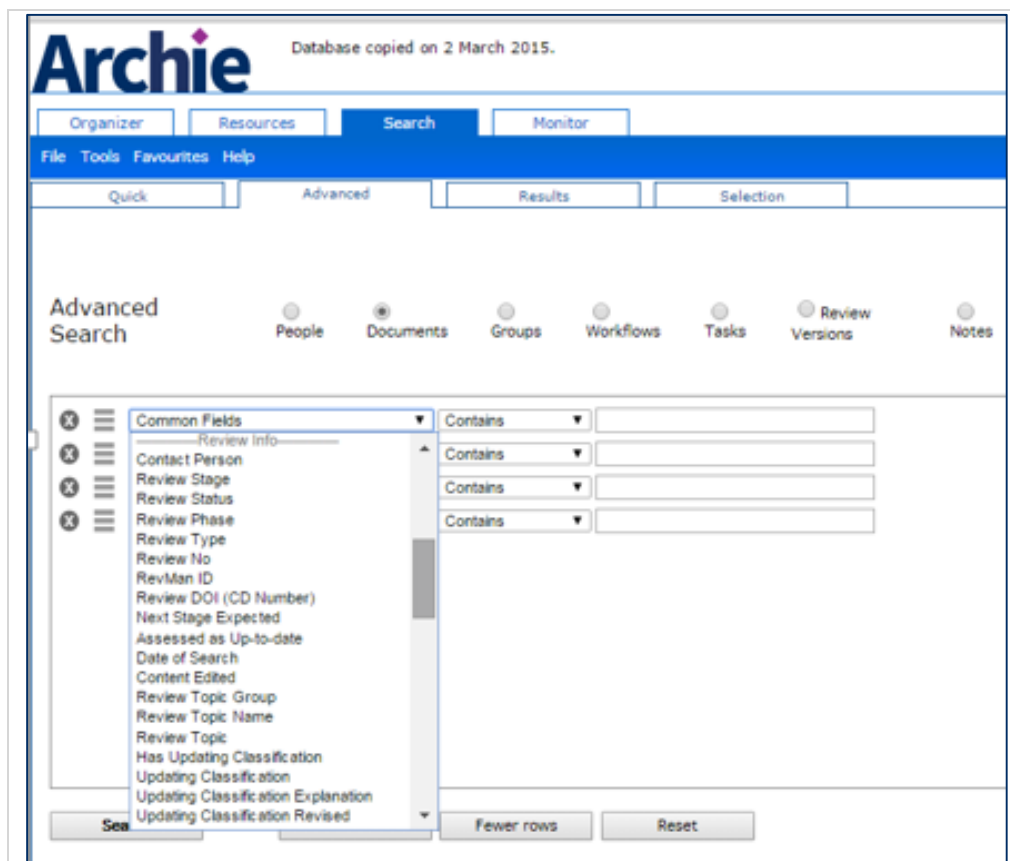 Archie
Database copied on 2 March 2015.
Organizer Resources Search Monitor
File Tools Favourites Help
Quick Advanced Results Selection
Advanced
Search
People Documents Groups Workflows Tasks Review Versions Notes
Common Fields Contains
Review Info
Contact Person Contains
Review Stage
Review Status Contains
Review Phase Contains
Review Type
Review No
RevMan ID
Review DOI (CD Number)
Next Stage Expected
Assessed as Up-to-date
Date of Search
Content Edited
Review Topic Group
Review Topic Name
Review Topic
Has Updating Classification
Updating Classification
Updating Classification Explanation
Updating Classification Revised
Sea Fewer rows Reset